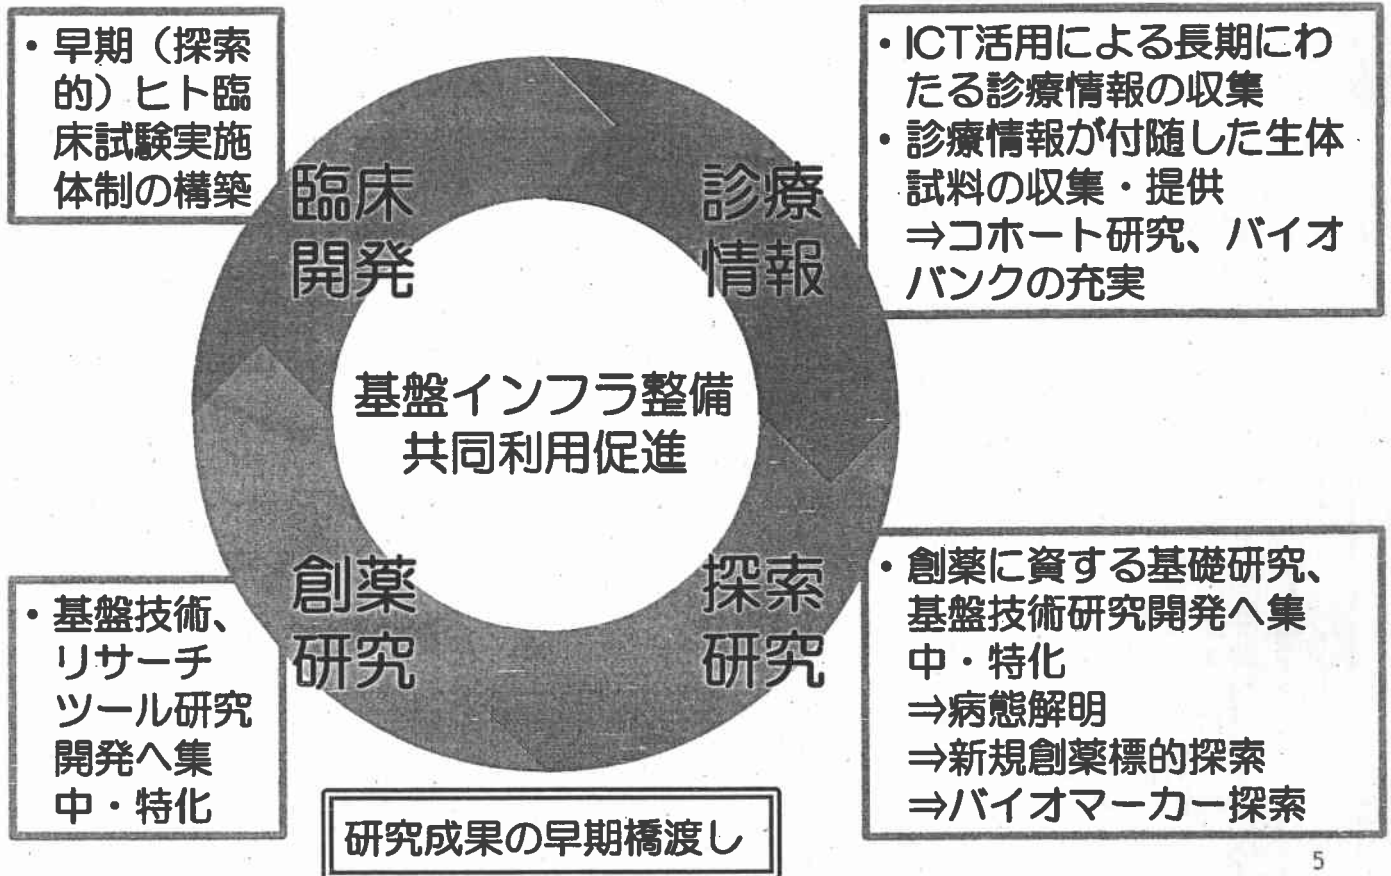 ・早期（探索
的）ヒト臨
床試験実施
体制の構築
・ICT活用による長期にわ
たる診療情報の収集
・診療情報が付随した生体
試料の収集・提供
⇒コホート研究、バイオ
バンクの充実
臨床
開発
診療
情報
基盤インフラ整備
共同利用促進
創薬
研究
探索
研究
・基盤技術、
リサーチ
ツール研究
開発へ集
中・特化
・創薬に資する基礎研究、
基盤技術研究開発へ集
中・特化
⇒病態解明
⇒新規創薬標的探索
⇒バイオマーカー探索
研究成果の早期橋渡し
5